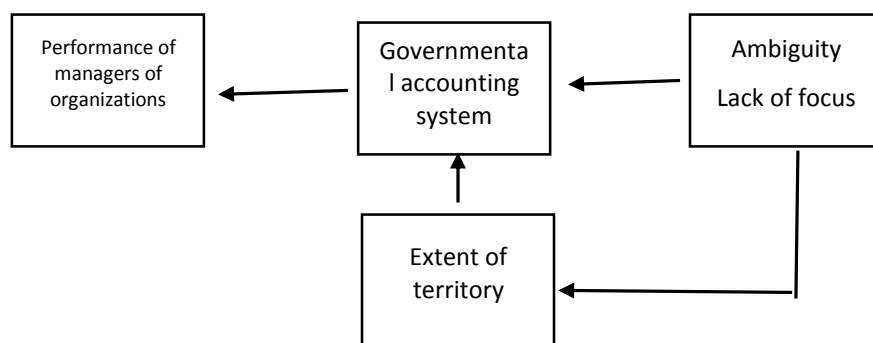 Performance of
managers of
organizations
Governmenta
l accounting
system
Ambiguity
Lack of focus
Extent of
territory